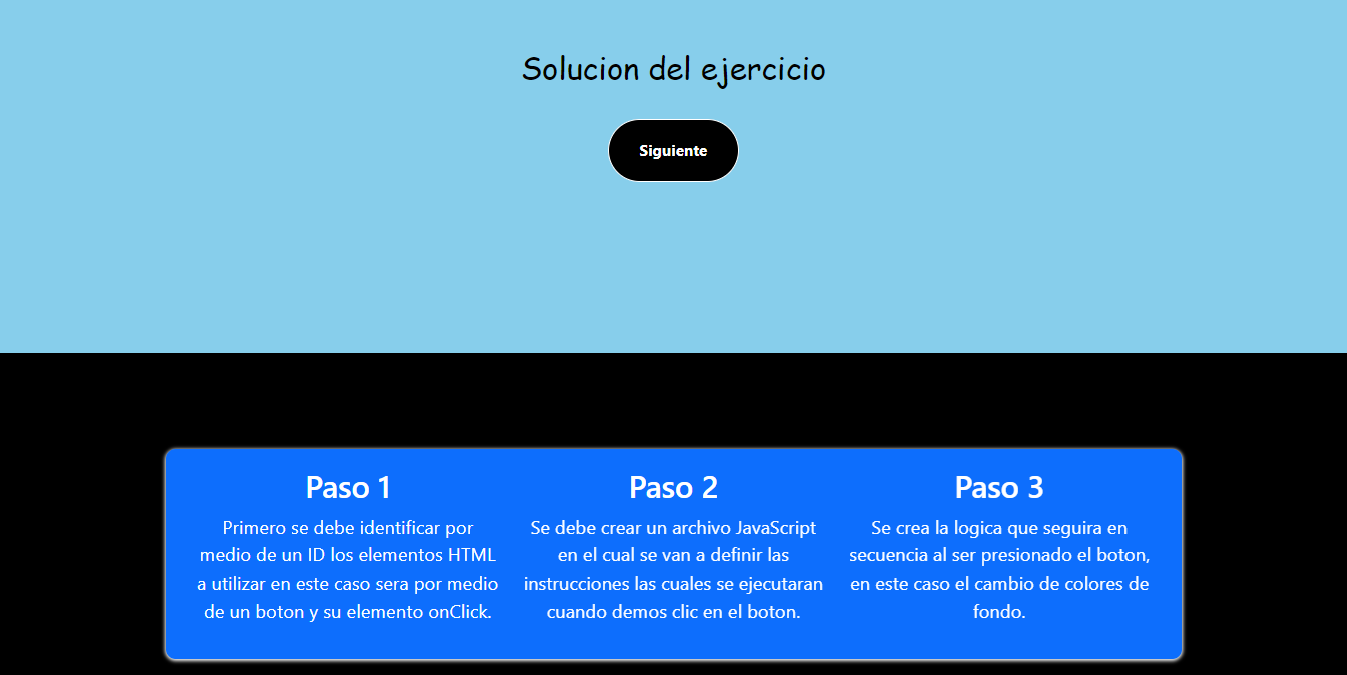 Solucion del ejercicio
Siguiente
Paso 1
Primero se debe identificar por
medio de un ID los elementos HTML
a utilizar en este caso sera por medio
de un boton y su elemento onClick.
Paso 2
Se debe crear un archivo JavaScript
en el cual se van a definir las
instrucciones las cuales se ejecutaran
cuando demos clic en el boton.
Paso 3
Se crea la logica que seguira en
secuencia al ser presionado el boton,
en este caso el cambio de colores de
fondo.